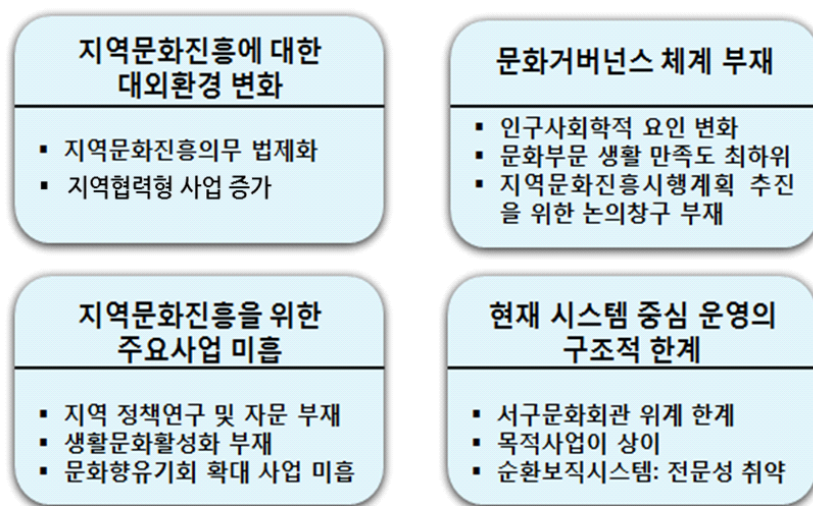 지역문화진흥에 대한
대외환경 변화
▪ 지역문화진흥의무 법제화
▪ 지역협력형 사업 증가
문화거버넌스 체계 부재
▪ 인구사회학적 요인 변화
▪ 문화부문 생활 만족도 최하위
▪ 지역문화진흥시행계획 추진
을 위한 논의창구 부재
지역문화진흥을 위한
주요사업 미흡
▪ 지역 정책연구 및 자문 부재
▪ 생활문화활성화 부재
▪ 문화향유기회 확대 사업 미흡
현재 시스템 중심 운영의
구조적 한계
▪ 서구문화회관 위계 한계
▪ 목적사업이 상이
▪ 순환보직시스템: 전문성 취약